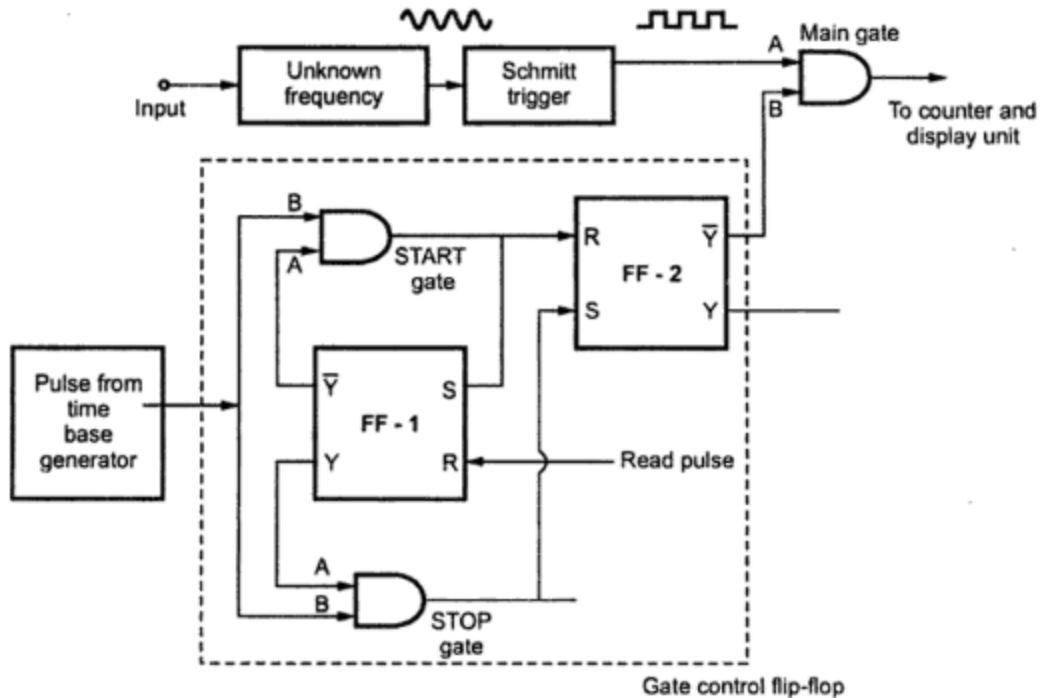 A
Main gate
Input
Unknown
frequency
Schmitt
trigger
B
To counter and
display unit
B
A
START
gate
R
Y̅
FF - 2
S
Y
Pulse from
time
base
generator
Y̅
S
FF - 1
Y
R
Read pulse
A
B
STOP
gate
Gate control flip-flop